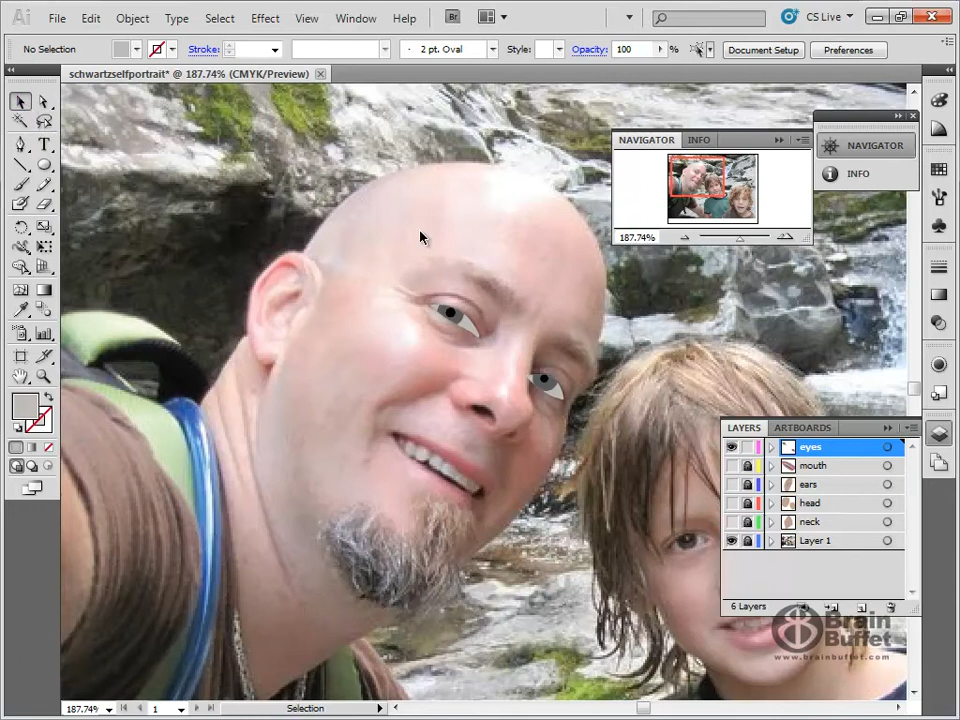 Ai File Edit Object Type Select Effect View Window Help Br CS Live
No Selection Stroke: 2 pt. Oval Style: Opacity: 100 % Document Setup Preferences
schwartzselfportrait* @ 187.74% (CMYK/Preview)
NAVIGATOR INFO
187.74%
NAVIGATOR
INFO
LAYERS ARTBOARDS
eyes
mouth
ears
head
neck
Layer 1
6 Layers
Brain
Buffet
www.brainbuffet.com
187.74% 1 Selection